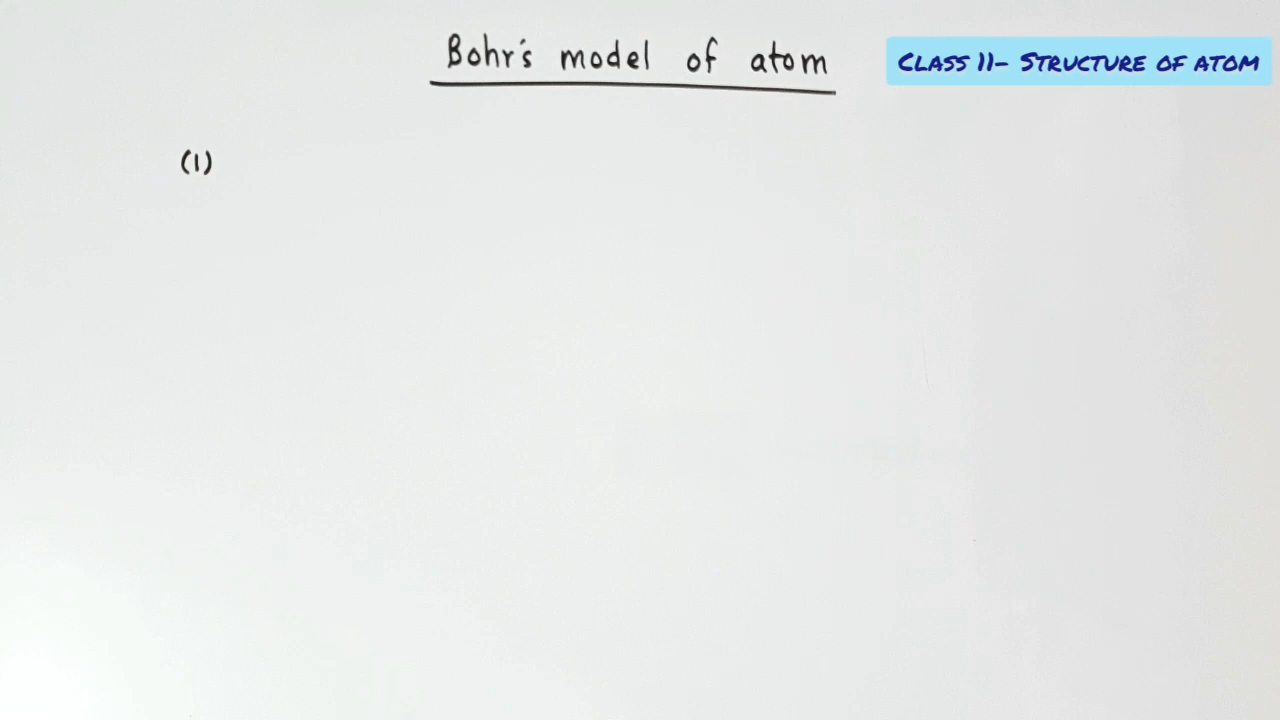 Bohr's model of atom
CLASS 11- STRUCTURE OF ATOM
(1)